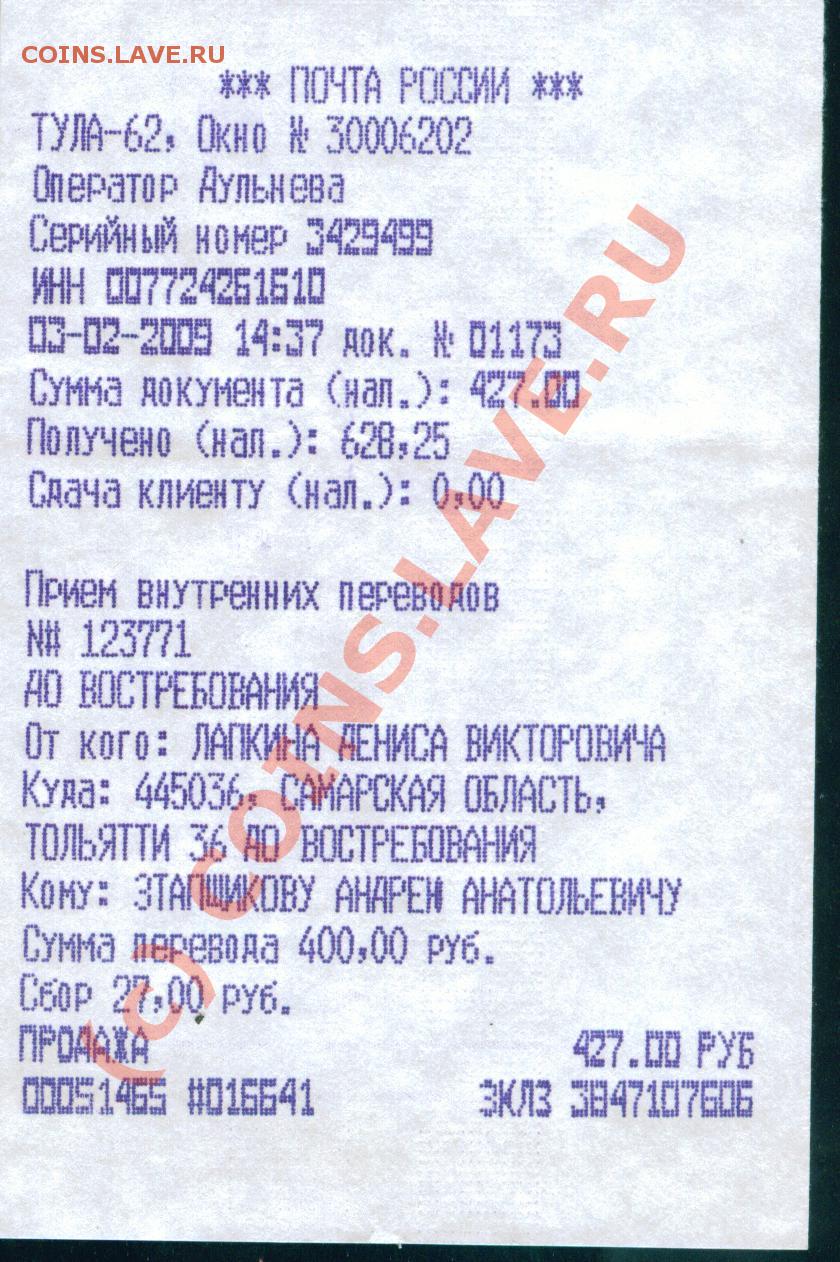 COINS.LAVE.RU
*** ПОЧТА РОССИИ ***
ТУЛА-62, Окно № 30006202
Оператор Аульнева
Серийный номер 3429499
ИНН 007724261610
03-02-2009 14:37 док. № 01173
Сумма документа (нал.): 427.00
Получено (нал.): 628,25
Сдача клиенту (нал.): 0,00
Прием внутренних переводов
N# 123771
ДО ВОСТРЕБОВАНИЯ
От кого: ЛАПКИНА ДЕНИСА ВИКТОРОВИЧА
Куда: 445036, САМАРСКАЯ ОБЛАСТЬ,
ТОЛЬЯТТИ 36 ДО ВОСТРЕБОВАНИЯ
Кому: ЭТАПЩИКОВУ АНДРЕЮ АНАТОЛЬЕВИЧУ
Сумма перевода 400,00 руб.
Сбор 27,00 руб.
ПРОДАЖА 427.00 РУБ
00051465 #016641 ЭКЛЗ 3847107606
(c) COINS.LAVE.RU